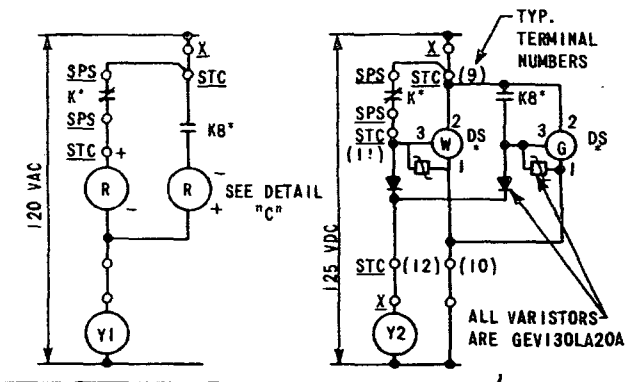 TYP.
TERMINAL
NUMBERS
X
SPS
STC
K*
SPS
STC +
K8*
R
-
R
-
+
SEE DETAIL
"C"
120 VAC
Y1
X
SPS
STC (9)
K*
SPS
STC
(11)
3
2
W
1
DS
*
K8*
3
2
G
1
DS
*
125 VDC
STC (12) (10)
X
Y2
ALL VARISTORS
ARE GEV130LA20A